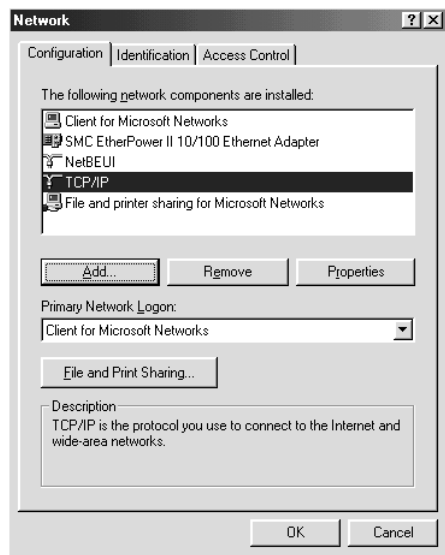 Network
Configuration Identification Access Control
The following network components are installed:
Client for Microsoft Networks
SMC EtherPower II 10/100 Ethernet Adapter
NetBEUI
TCP/IP
File and printer sharing for Microsoft Networks
Add... Remove Properties
Primary Network Logon:
Client for Microsoft Networks
File and Print Sharing...
Description
TCP/IP is the protocol you use to connect to the Internet and
wide-area networks.
OK Cancel